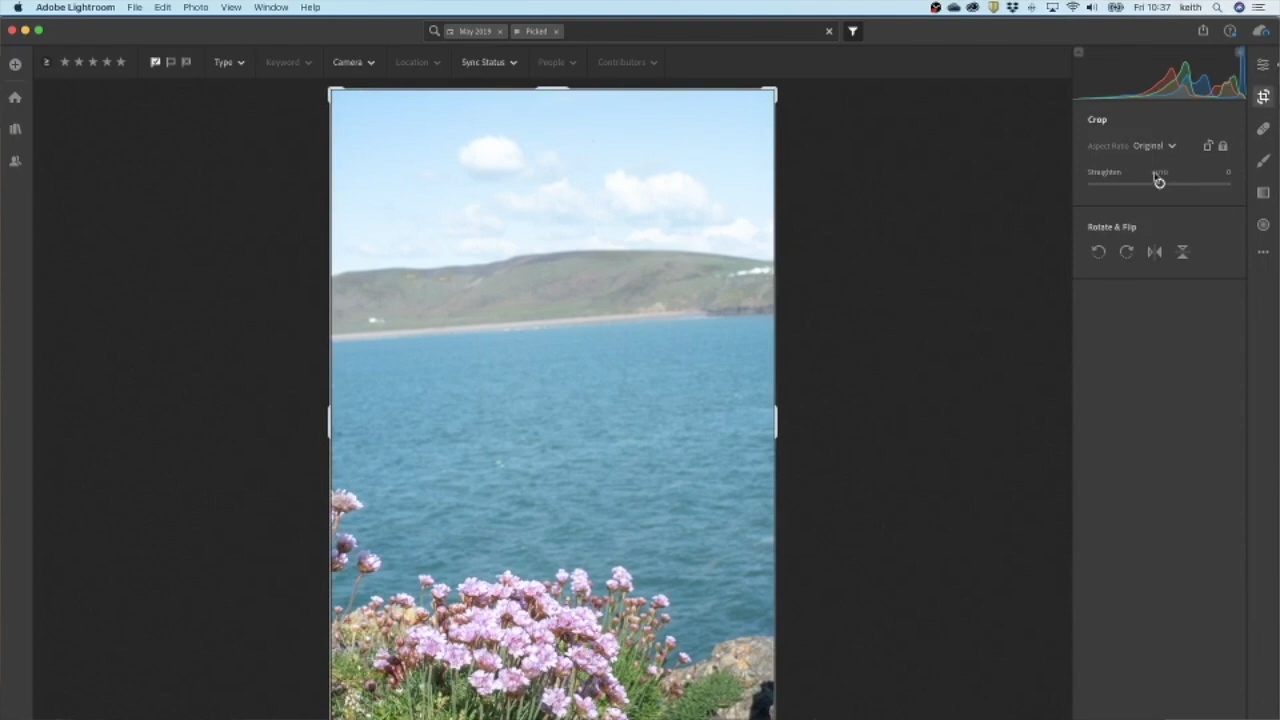 Adobe Lightroom File Edit Photo View Window Help Fri 10:37 keith
May 2019 × Picked ×
≥ Type Keyword Camera Location Sync Status People Contributors
Crop
Aspect Ratio Original
Straighten 0
Rotate & Flip